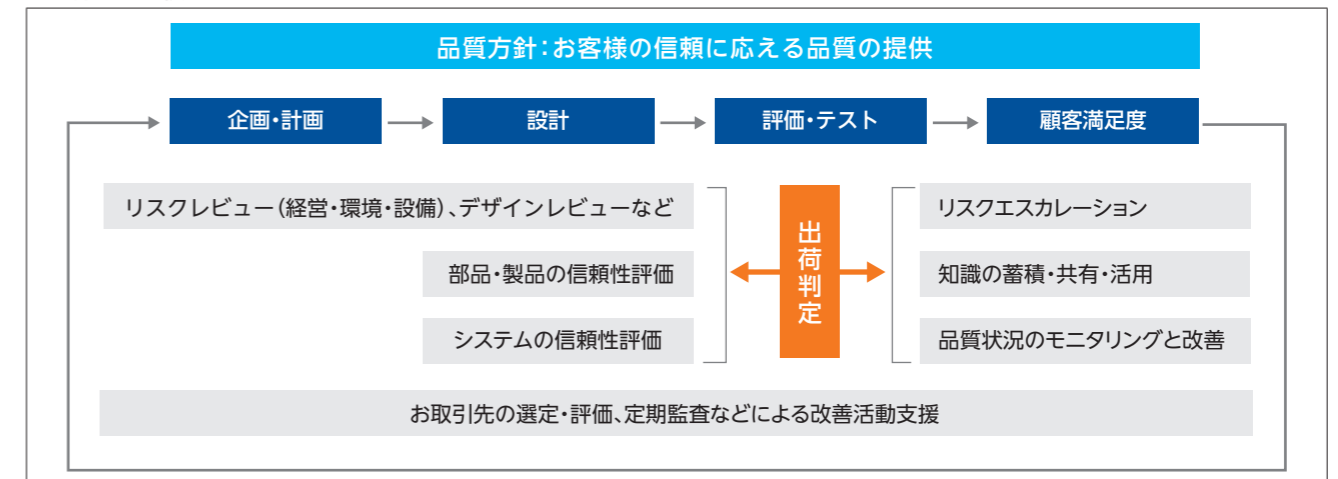 品質方針：お客様の信頼に応える品質の提供
企画・計画
設計
評価・テスト
顧客満足度
リスクレビュー（経営・環境・設備）、デザインレビューなど
部品・製品の信頼性評価
システムの信頼性評価
出荷判定
リスクエスカレーション
知識の蓄積・共有・活用
品質状況のモニタリングと改善
お取引先の選定・評価、定期監査などによる改善活動支援